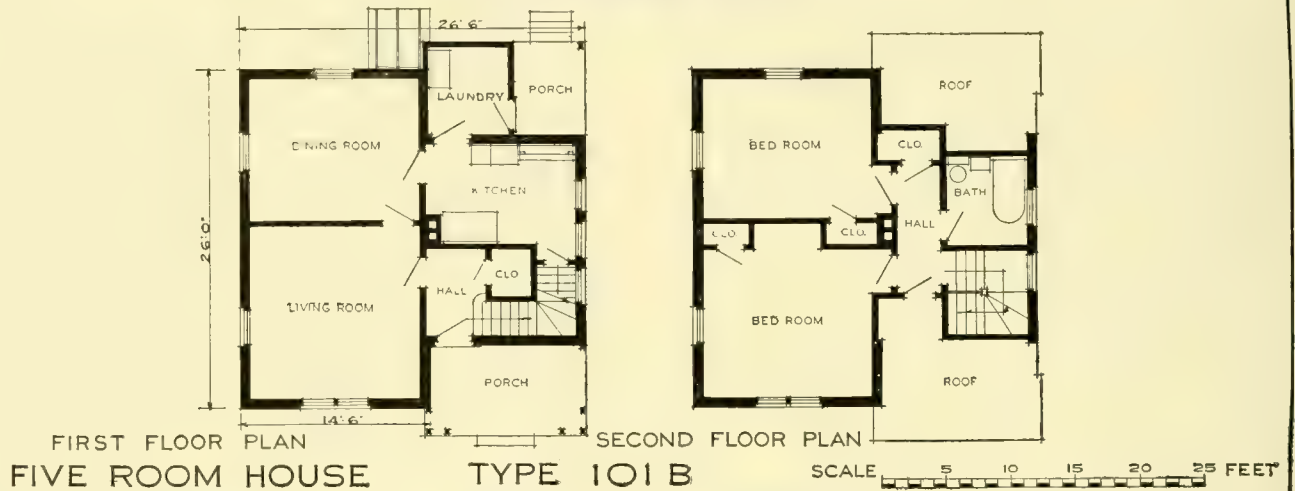 26'-6"
LAUNDRY
PORCH
DINING ROOM
KITCHEN
26'-0"
HALL
CLO
LIVING ROOM
PORCH
14'-6"
FIRST FLOOR PLAN
ROOF
BED ROOM
CLO.
BATH
HALL
CLO.
CLO.
BED ROOM
ROOF
SECOND FLOOR PLAN
FIVE ROOM HOUSE TYPE 101 B
SCALE 5 10 15 20 25 FEET